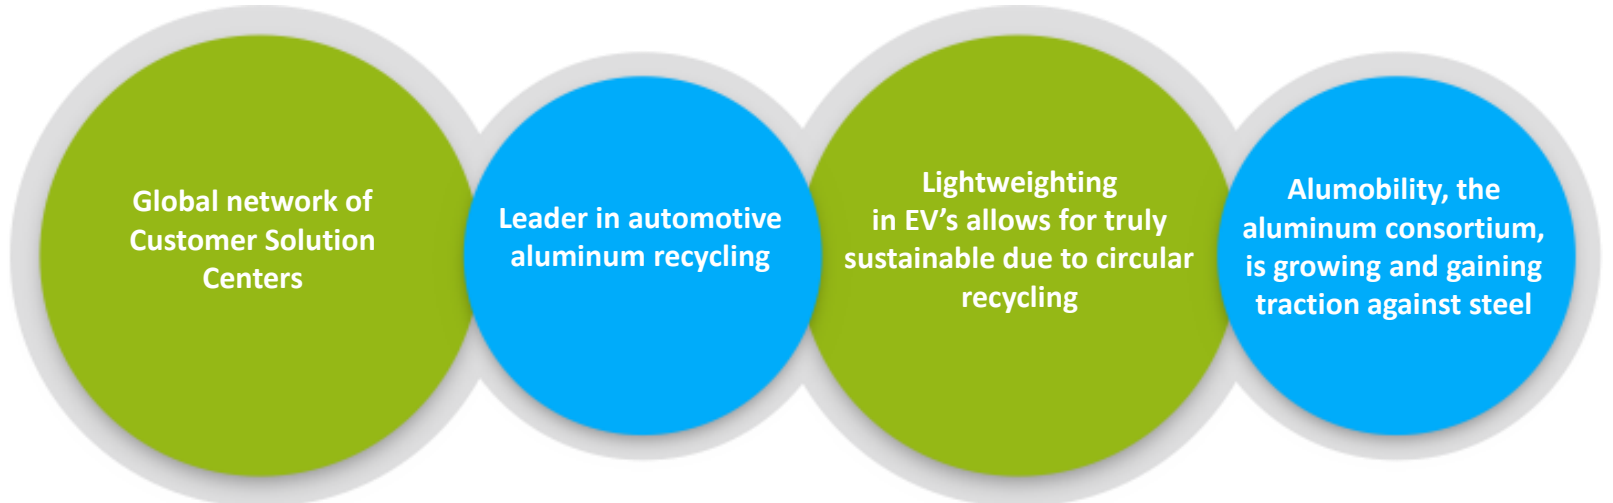 Global network of
Customer Solution
Centers
Leader in automotive
aluminum recycling
Lightweighting
in EV’s allows for truly
sustainable due to circular
recycling
Alumobility, the
aluminum consortium,
is growing and gaining
traction against steel